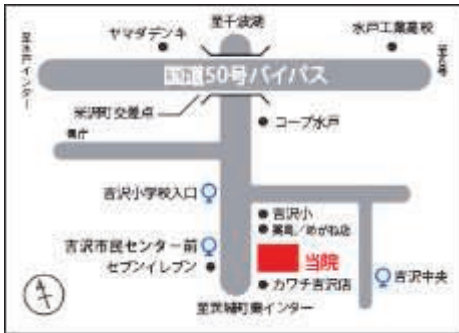 至千波湖
ヤマダデンキ
水戸工業高校
至水戸インター
国道50号バイパス
米沢町交差点
県庁
コープ水戸
吉沢小学校入口
吉沢小
薬局/めがね店
吉沢市民センター前
セブンイレブン
当院
カワチ吉沢店
吉沢中央
至茨城町東インター